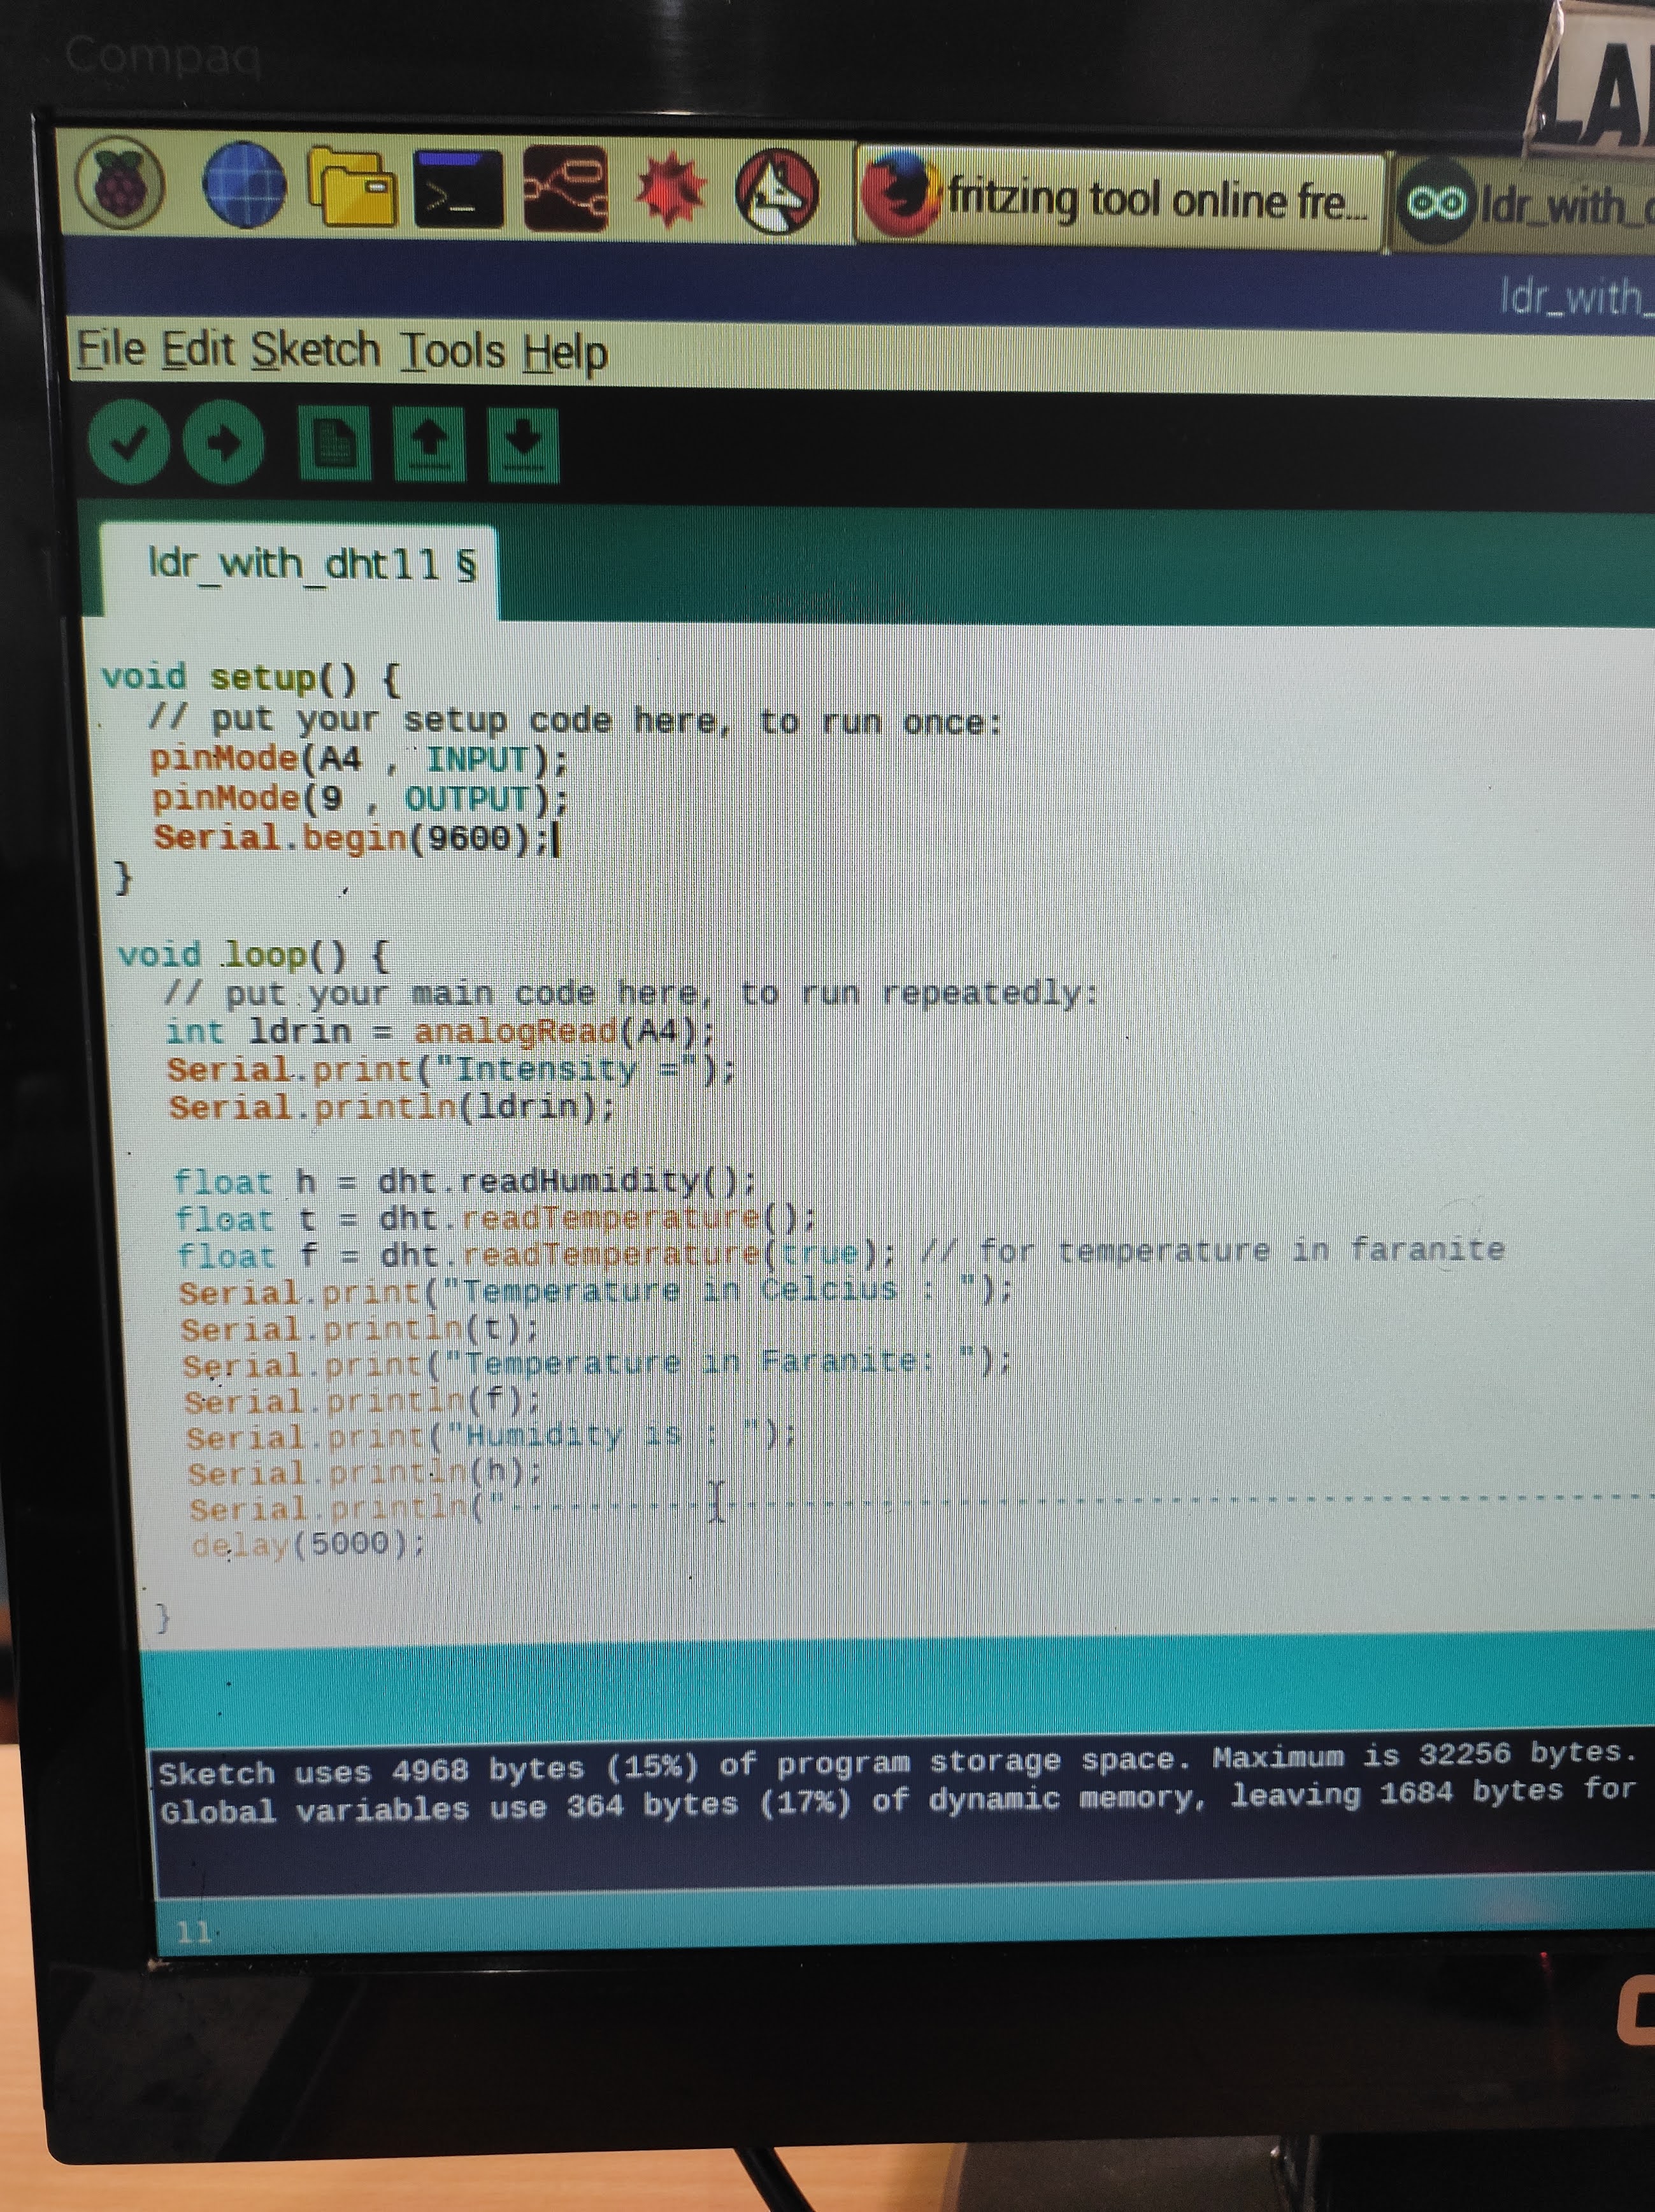 Compaq
LA
fritzing tool online fre... ldr_with_
ldr_with_
File Edit Sketch Tools Help
ldr_with_dht11 §
void setup() {
// put your setup code here, to run once:
pinMode(A4 , INPUT);
pinMode(9 , OUTPUT);
Serial.begin(9600);
}
void loop() {
// put your main code here, to run repeatedly:
int ldrin = analogRead(A4);
Serial.print("Intensity =");
Serial.println(ldrin);
float h = dht.readHumidity();
float t = dht.readTemperature();
float f = dht.readTemperature(true); // for temperature in faranite
Serial.print("Temperature in Celcius : ");
Serial.println(t);
Serial.print("Temperature in Faranite: ");
Serial.println(f);
Serial.print("Humidity is : ");
Serial.println(h);
Serial.println("--------------------------------------------------------
delay(5000);
}
Sketch uses 4968 bytes (15%) of program storage space. Maximum is 32256 bytes.
Global variables use 364 bytes (17%) of dynamic memory, leaving 1684 bytes for
11